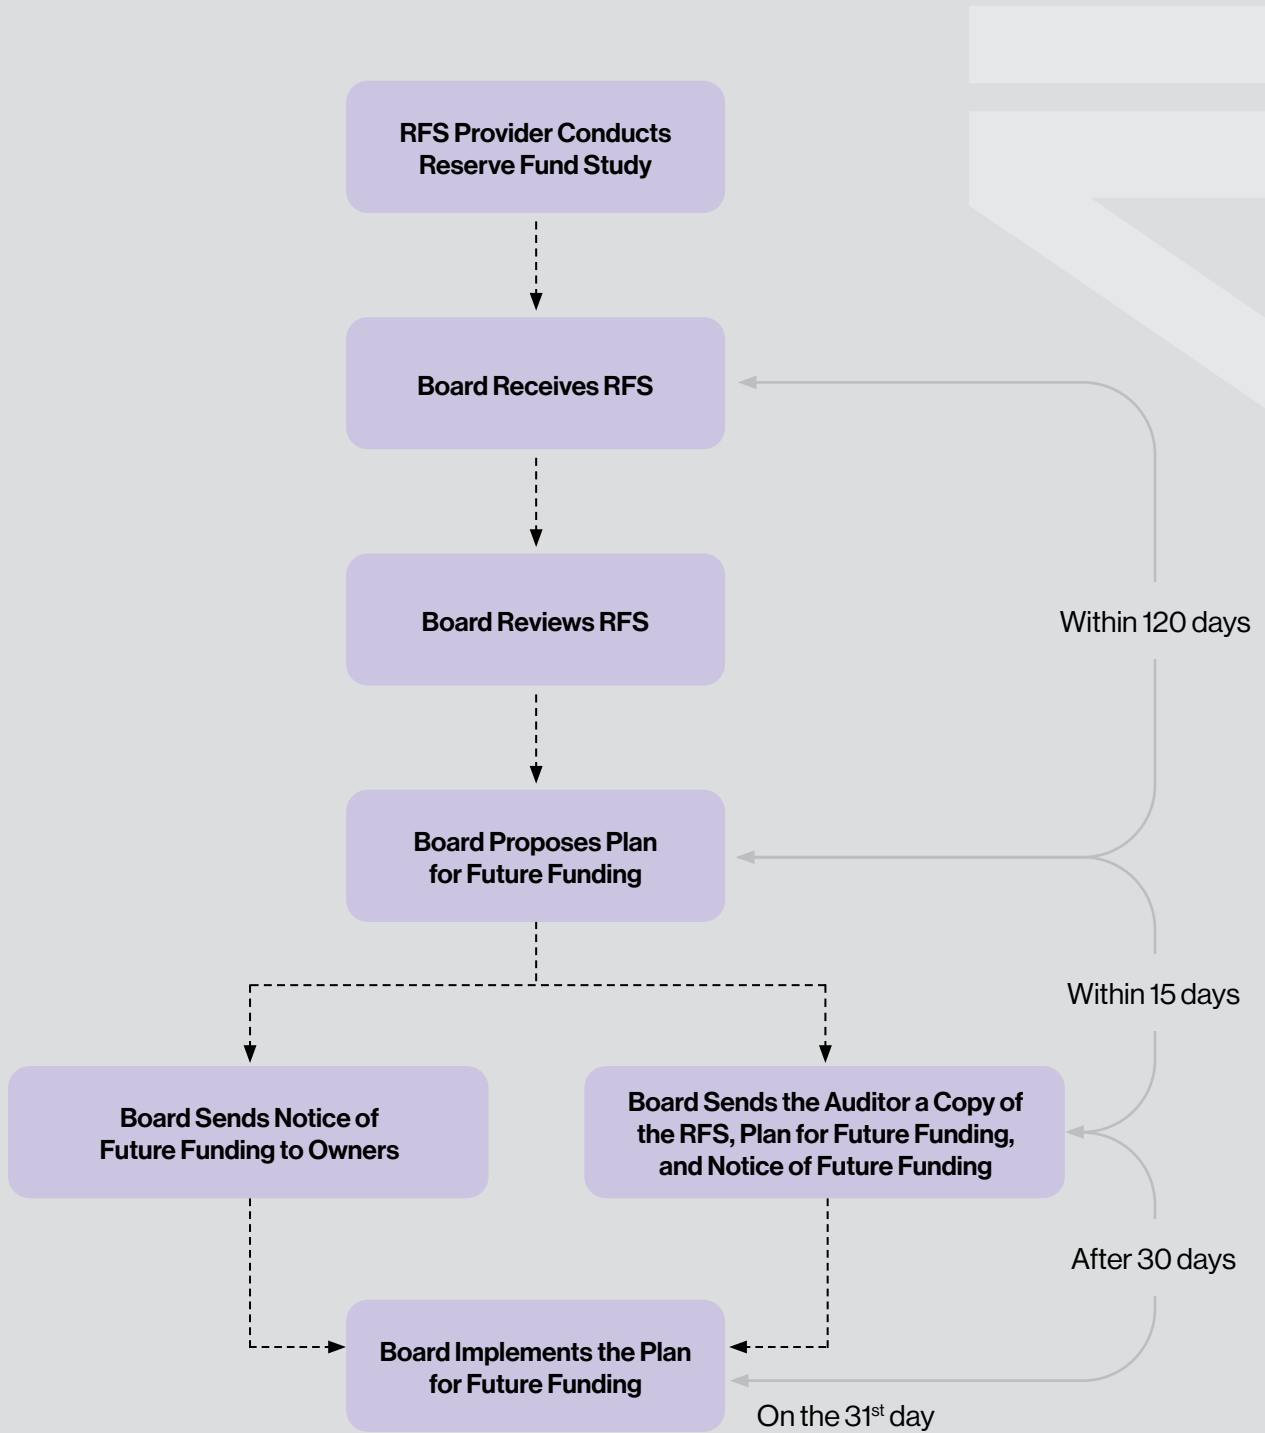 RFS Provider Conducts
Reserve Fund Study
Board Receives RFS
Board Reviews RFS
Within 120 days
Board Proposes Plan
for Future Funding
Within 15 days
Board Sends Notice of
Future Funding to Owners
Board Sends the Auditor a Copy of
the RFS, Plan for Future Funding,
and Notice of Future Funding
After 30 days
Board Implements the Plan
for Future Funding
On the 31st day